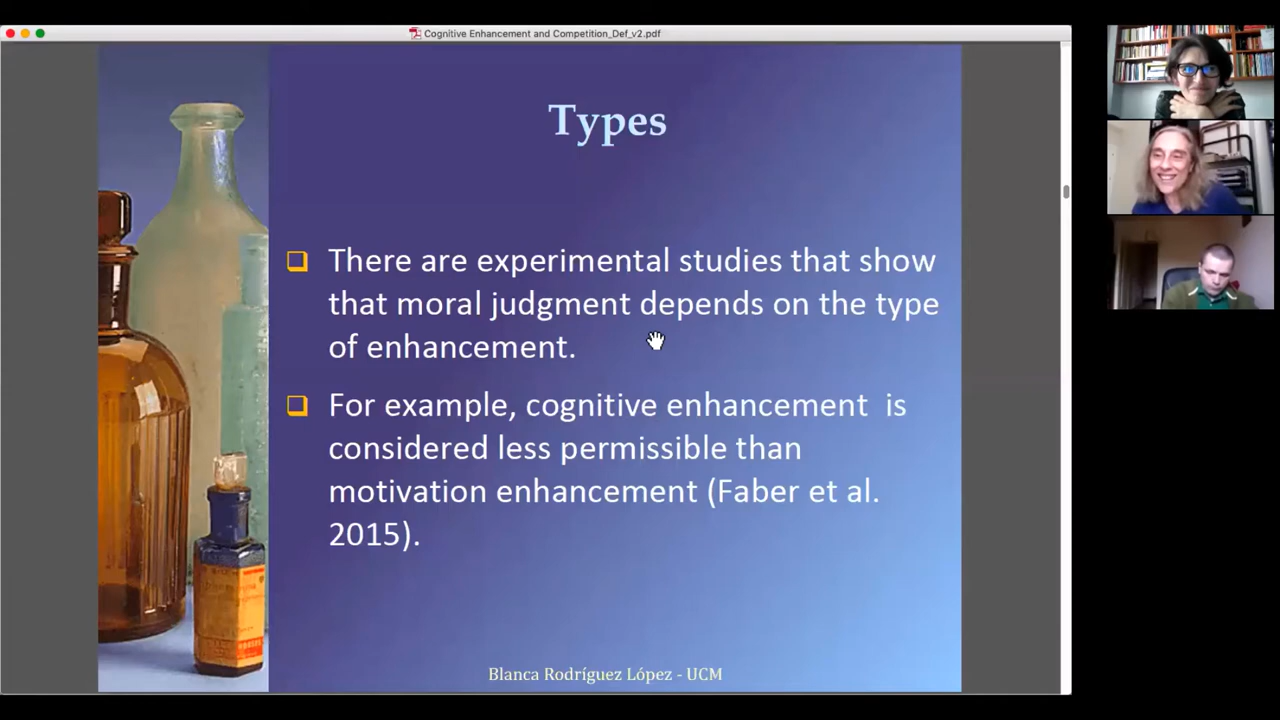 Cognitive Enhancement and Competition_Def_v2.pdf
Types
There are experimental studies that show
that moral judgment depends on the type
of enhancement.
For example, cognitive enhancement is
considered less permissible than
motivation enhancement (Faber et al.
2015).
Blanca Rodríguez López - UCM